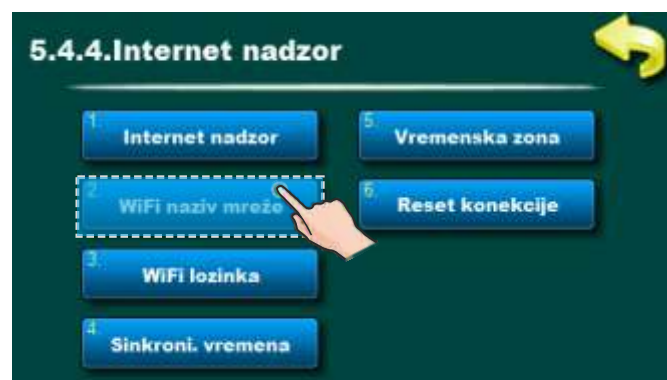 5.4.4.Internet nadzor
1. Internet nadzor
2. WiFi naziv mreže
3. WiFi lozinka
4. Sinkroni. vremena
5. Vremenska zona
6. Reset konekcije